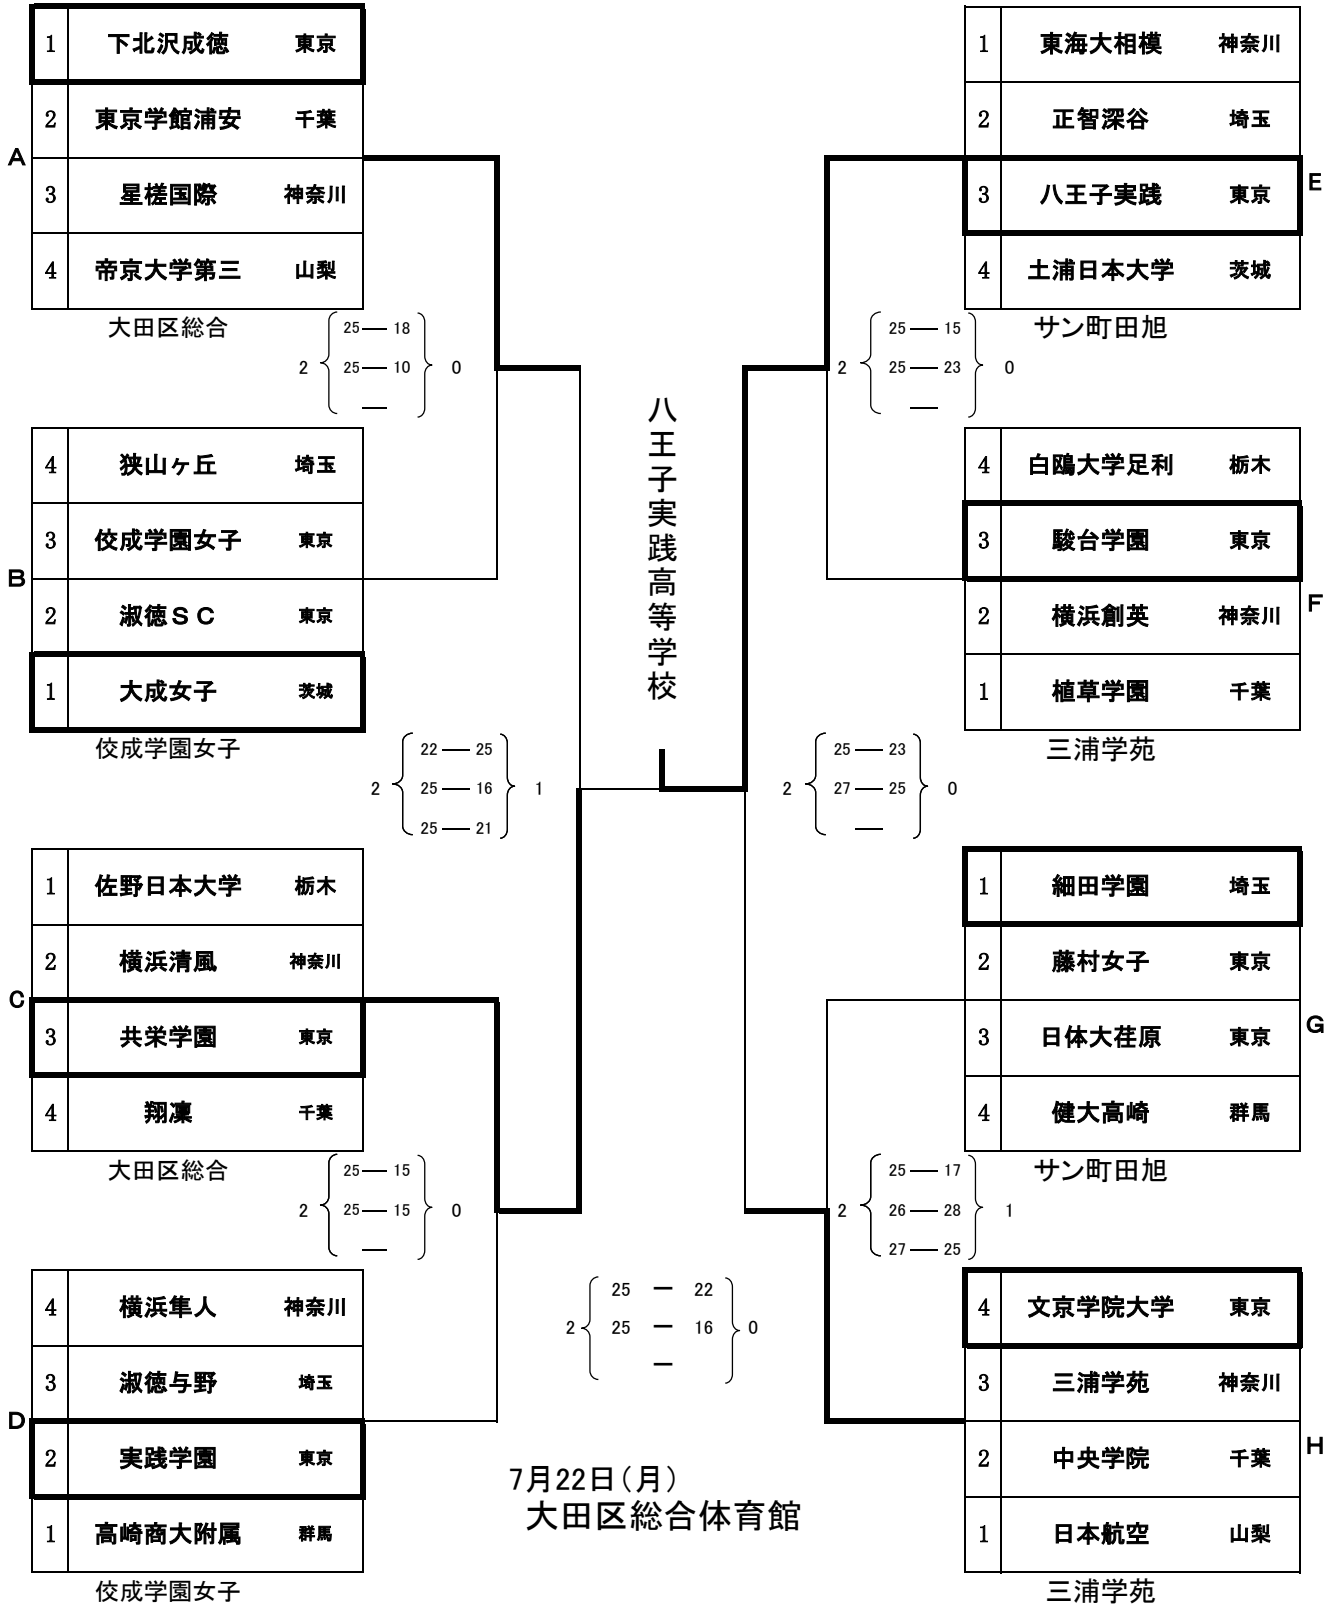 A
1 下北沢成徳 東京
2 東京学館浦安 千葉
3 星槎国際 神奈川
4 帝京大学第三 山梨
大田区総合
2 25 — 18 0
25 — 10
—
B
4 狭山ヶ丘 埼玉
3 佼成学園女子 東京
2 淑徳ＳＣ 東京
1 大成女子 茨城
佼成学園女子
2 22 — 25 1
25 — 16
25 — 21
C
1 佐野日本大学 栃木
2 横浜清風 神奈川
3 共栄学園 東京
4 翔凜 千葉
大田区総合
2 25 — 15 0
25 — 15
—
D
4 横浜隼人 神奈川
3 淑徳与野 埼玉
2 実践学園 東京
1 高崎商大附属 群馬
佼成学園女子
八王子実践高等学校
2 25 — 22 0
25 — 16
—
7月22日（月）
大田区総合体育館
E
1 東海大相模 神奈川
2 正智深谷 埼玉
3 八王子実践 東京
4 土浦日本大学 茨城
サン町田旭
2 25 — 15 0
25 — 23
—
F
4 白鴎大学足利 栃木
3 駿台学園 東京
2 横浜創英 神奈川
1 植草学園 千葉
三浦学苑
2 25 — 23 0
27 — 25
—
G
1 細田学園 埼玉
2 藤村女子 東京
3 日体大荏原 東京
4 健大高崎 群馬
サン町田旭
2 25 — 17 1
26 — 28
27 — 25
H
4 文京学院大学 東京
3 三浦学苑 神奈川
2 中央学院 千葉
1 日本航空 山梨
三浦学苑